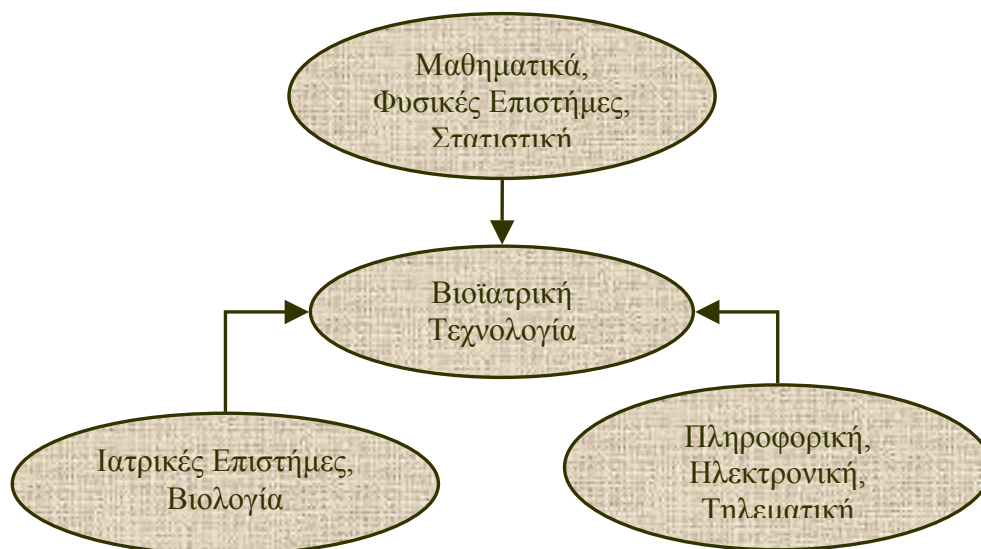 Μαθηματικά,
Φυσικές Επιστήμες,
Στατιστική
Βιοϊατρική
Τεχνολογία
Ιατρικές Επιστήμες,
Βιολογία
Πληροφορική,
Ηλεκτρονική,
Τηλεματική